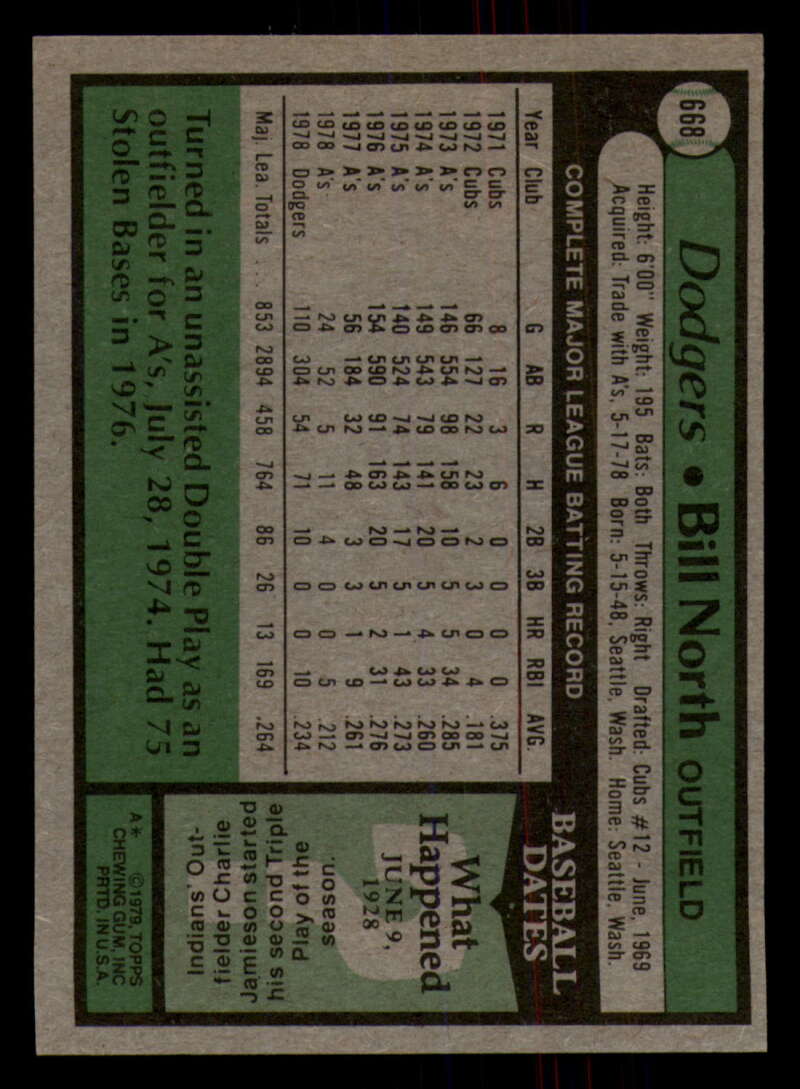 668
Dodgers • Bill North OUTFIELD
Height: 6'00" Weight: 195 Bats: Both Throws: Right Drafted: Cubs #12 - June, 1969
Acquired: Trade with A's, 5-17-78 Born: 5-15-48, Seattle, Wash. Home: Seattle, Wash.
COMPLETE MAJOR LEAGUE BATTING RECORD
Year Club G AB R H 2B 3B HR RBI AVG.
1971 Cubs 8 16 3 6 0 0 0 0 .375
1972 Cubs 66 127 22 23 2 3 0 4 .181
1973 A's 146 554 98 158 10 5 5 34 .285
1974 A's 149 543 79 141 20 5 4 33 .260
1975 A's 140 524 74 143 17 5 1 43 .273
1976 A's 154 590 91 163 20 5 2 31 .276
1977 A's 56 184 32 48 3 3 1 9 .261
1978 A's 24 52 5 11 4 0 0 5 .212
1978 Dodgers 110 304 54 71 10 0 0 10 .234
Maj. Lea. Totals . . . 853 2894 458 764 86 26 13 169 .264
Turned in an unassisted Double Play as an
outfielder for A's, July 28, 1974. Had 75
Stolen Bases in 1976.
BASEBALL
DATES
What
Happened
JUNE 9,
1928
Indians' Out-
fielder Charlie
Jamieson started
his second Triple
Play of the
season.
A* ©1979, TOPPS
CHEWING GUM, INC
PRTD. IN U.S.A.